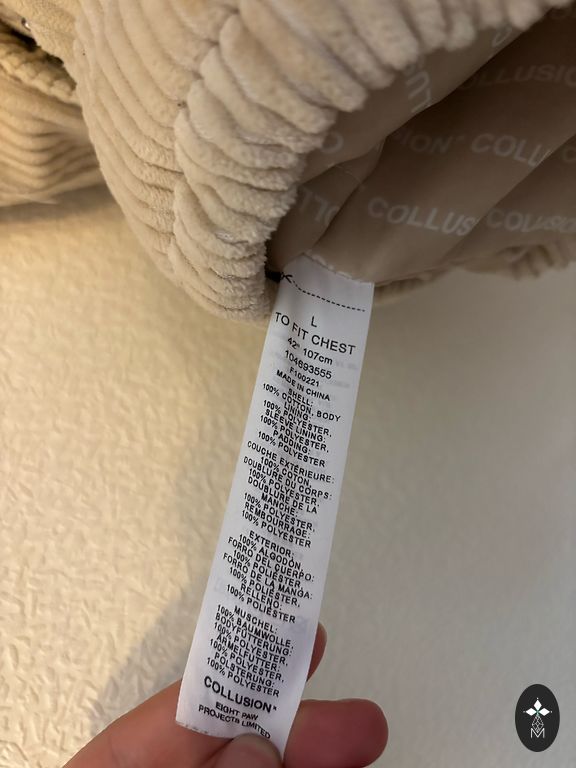 COLLUSIO
ION* COLLU
COLLUS
COLLUSION
L
TO FIT CHEST
42" 107cm
104693555
F100221
MADE IN CHINA
SHELL:
100% COTTON, BODY
LINING:
100% POLYESTER,
SLEEVE LINING:
100% POLYESTER,
PADDING:
100% POLYESTER
COUCHE EXTÉRIEURE:
100% COTON,
DOUBLURE DU CORPS:
100% POLYESTER,
DOUBLURE DE LA
MANCHE:
100% POLYESTER,
REMBOURRAGE:
100% POLYESTER
EXTERIOR:
100% ALGODÓN,
FORRO DEL CUERPO:
100% POLIÉSTER,
FORRO DE LA MANGA:
100% POLIÉSTER,
RELLENO:
100% POLIÉSTER
MUSCHEL:
100% BAUMWOLLE,
BODYFÜTTERUNG:
100% POLYESTER,
ÄRMELFUTTER:
100% POLYESTER,
POLSTERUNG:
100% POLYESTER
COLLUSION*
EIGHT PAW
PROJECTS LIMITED
M